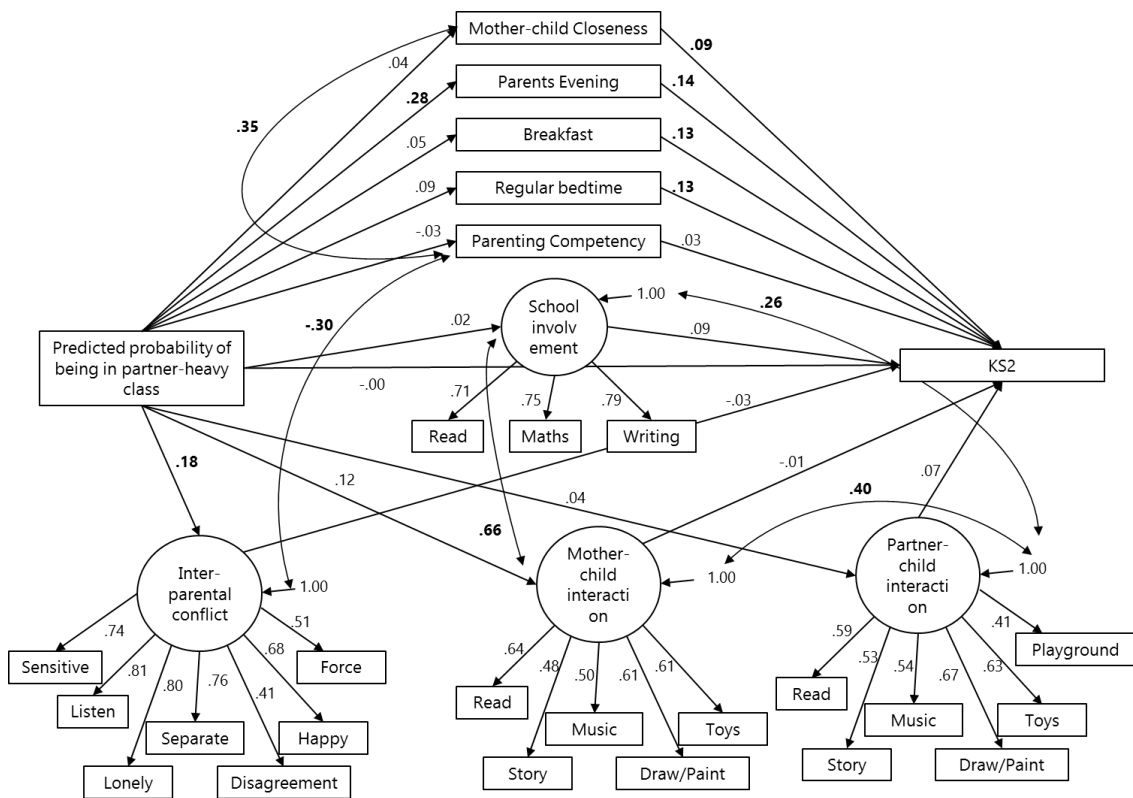 Mother-child Closeness
.09
.04
Parents Evening
.14
.28
.35
Breakfast
.13
.05
Regular bedtime
.13
.09
Parenting Competency
-.03
.03
School
involv
ement
1.00
.26
-.30
.02
.09
Predicted probability of
being in partner-heavy
class
KS2
-.00
.71
.75
.79
-.03
Read
Maths
Writing
.18
.12
-.01
.07
.04
.40
.66
Inter-
parental
conflict
1.00
Mother-
child
interacti
on
1.00
Partner-
child
interacti
on
1.00
.74
.81
.80
.76
.41
.68
.51
Sensitive
Force
Listen
Separate
Happy
Lonely
Disagreement
.64
.48
.50
.61
.61
Read
Music
Toys
Story
Draw/Paint
.59
.53
.54
.67
.63
.41
Playground
Read
Music
Toys
Story
Draw/Paint